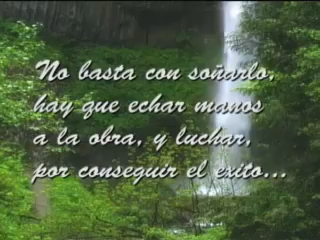 No basta con soñarlo,
hay que echar manos
a la obra, y luchar,
por conseguir el exito...